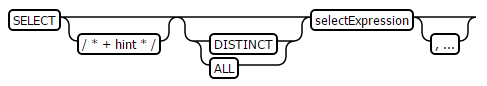 SELECT / * + hint * / DISTINCT ALL selectExpression , ...